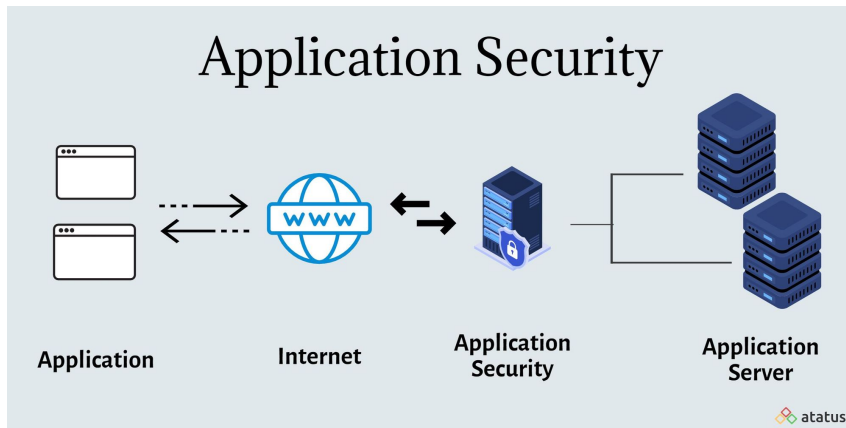 Application Security
WWW
Application
Internet
Application
Security
Application
Server
atatus